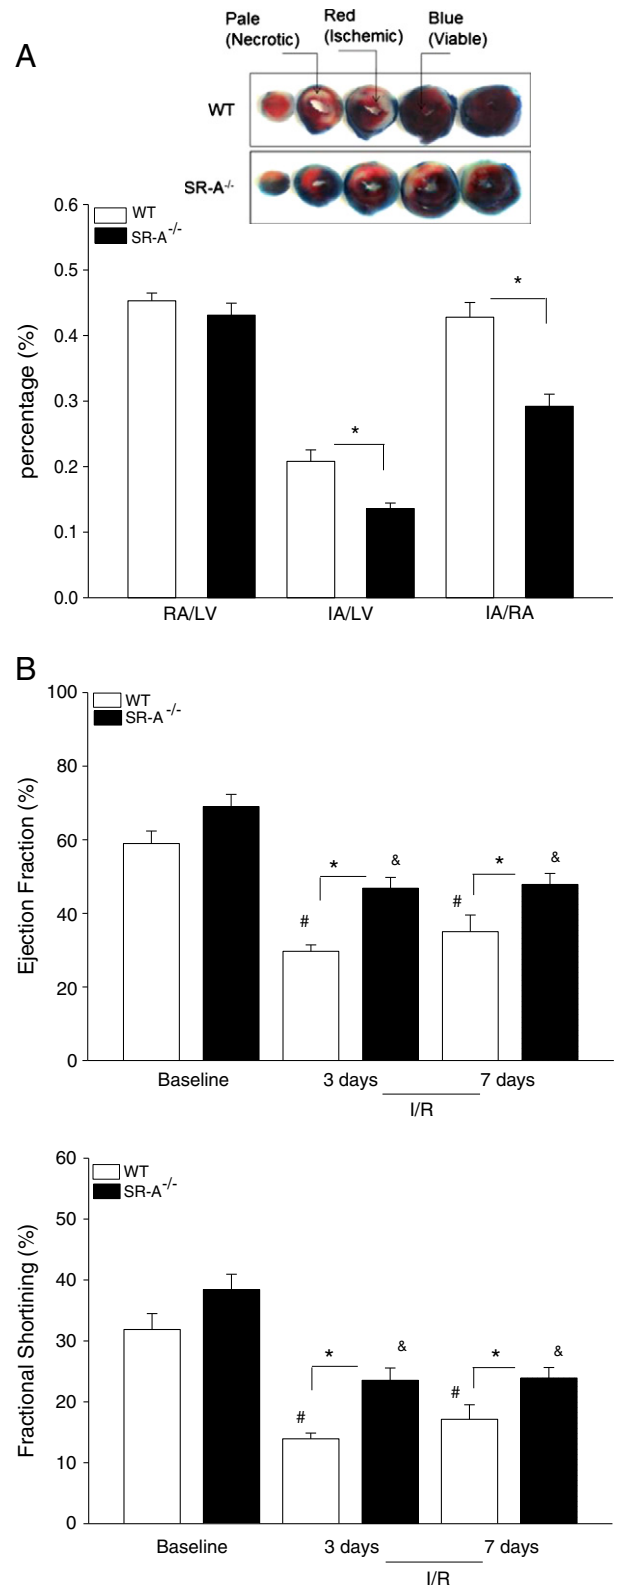 A
Pale
(Necrotic)
Red
(Ischemic)
Blue
(Viable)
WT
SR-A-/-
WT
SR-A-/-
percentage (%)
0.6
0.5
0.4
0.3
0.2
0.1
0.0
*
*
RA/LV IA/LV IA/RA
B
WT
SR-A-/-
Ejection Fraction (%)
100
80
60
40
20
0
# * & # * &
Baseline 3 days 7 days
I/R
WT
SR-A-/-
Fractional Shortining (%)
60
50
40
30
20
10
0
# * & # * &
Baseline 3 days 7 days
I/R